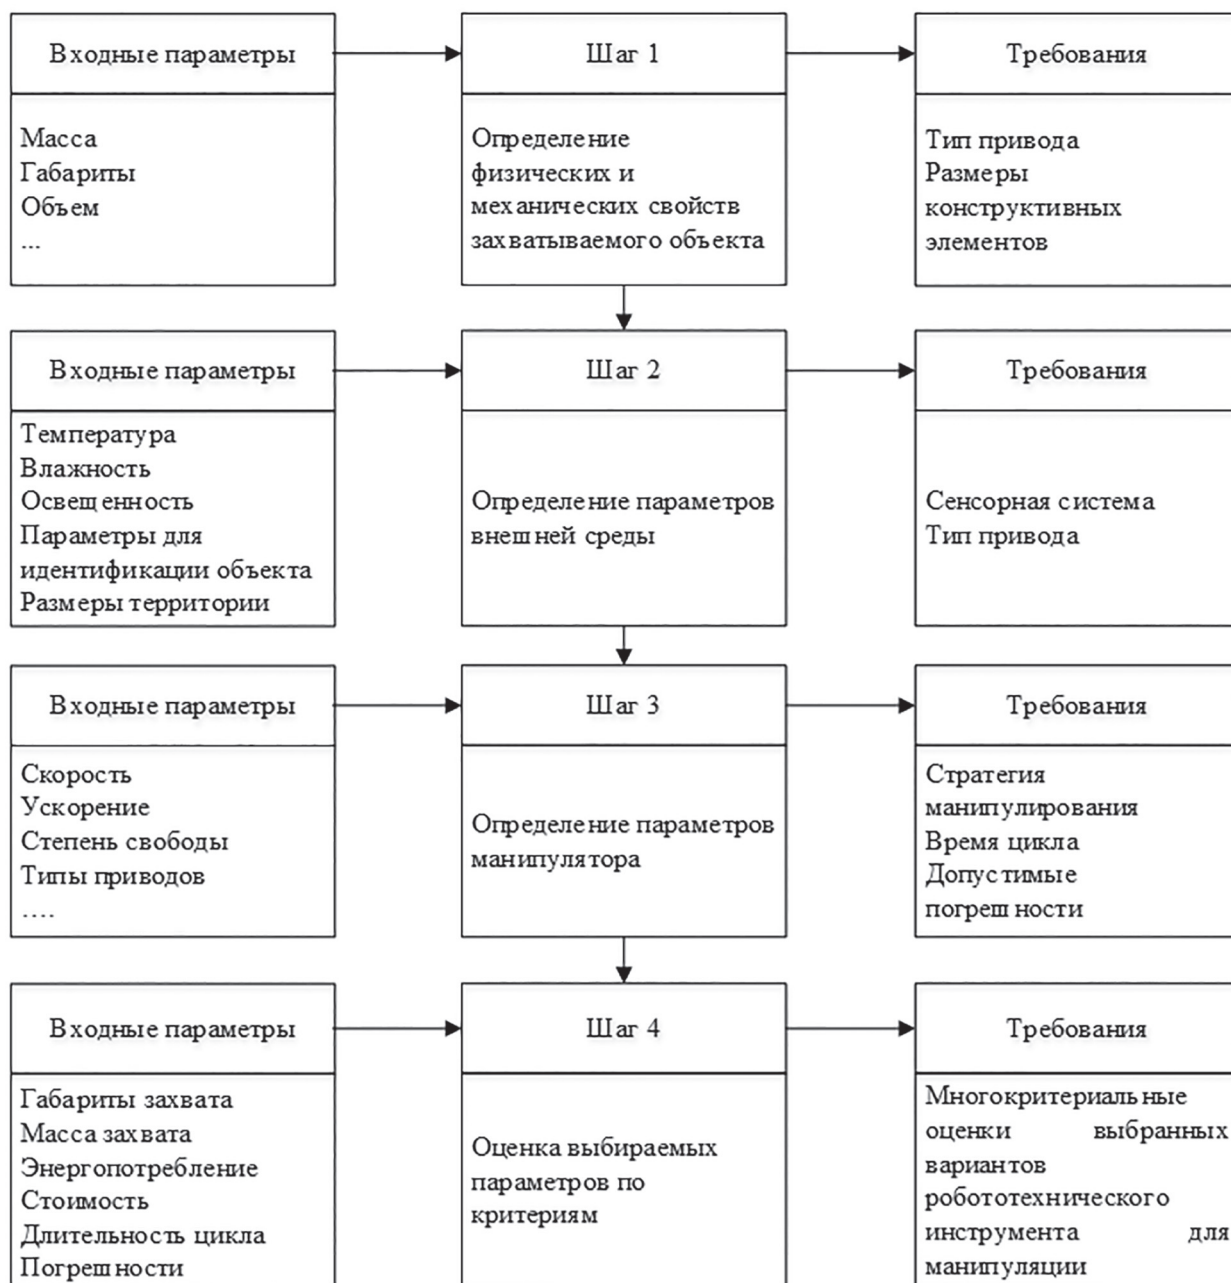 Входные параметры
Шаг 1
Требования
Масса
Габариты
Объем
...
Определение
физических и
механических свойств
захватываемого объекта
Тип привода
Размеры
конструктивных
элементов
Входные параметры
Шаг 2
Требования
Температура
Влажность
Освещенность
Параметры для
идентификации объекта
Размеры территории
Определение параметров
внешней среды
Сенсорная система
Тип привода
Входные параметры
Шаг 3
Требования
Скорость
Ускорение
Степень свободы
Типы приводов
....
Определение параметров
манипулятора
Стратегия
манипулирования
Время цикла
Допустимые
погрешности
Входные параметры
Шаг 4
Требования
Габариты захвата
Масса захвата
Энергопотребление
Стоимость
Длительность цикла
Погрешности
Оценка выбираемых
параметров по
критериям
Многокритериальные
оценки выбранных
вариантов
робототехнического
инструмента для
манипуляции